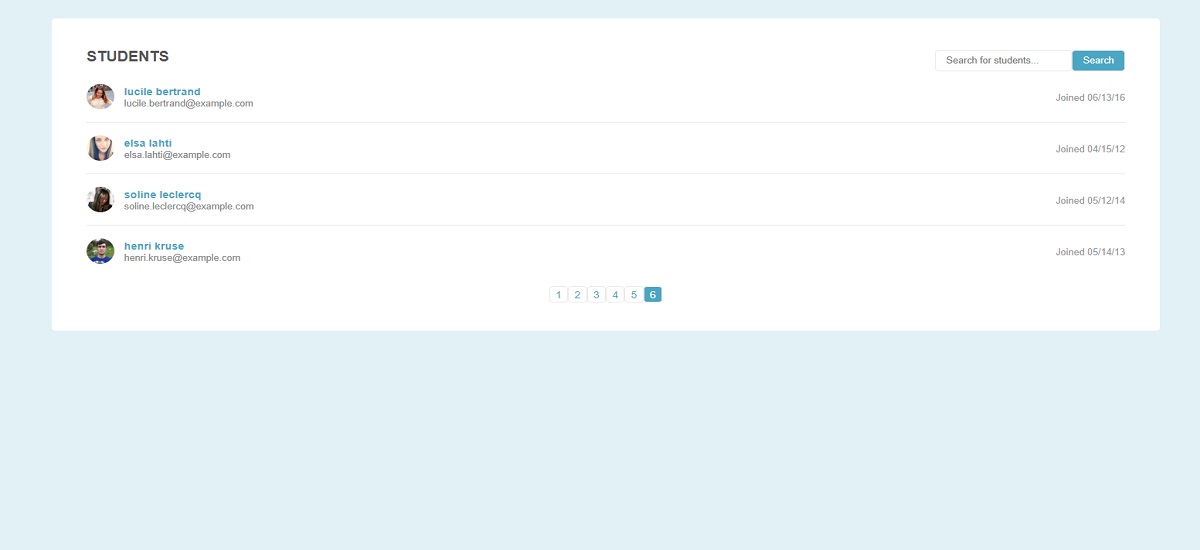 STUDENTS
Search for students...
Search
lucile bertrand
lucile.bertrand@example.com
Joined 06/13/16
elsa lahti
elsa.lahti@example.com
Joined 04/15/12
soline leclercq
soline.leclercq@example.com
Joined 05/12/14
henri kruse
henri.kruse@example.com
Joined 05/14/13
1 2 3 4 5 6